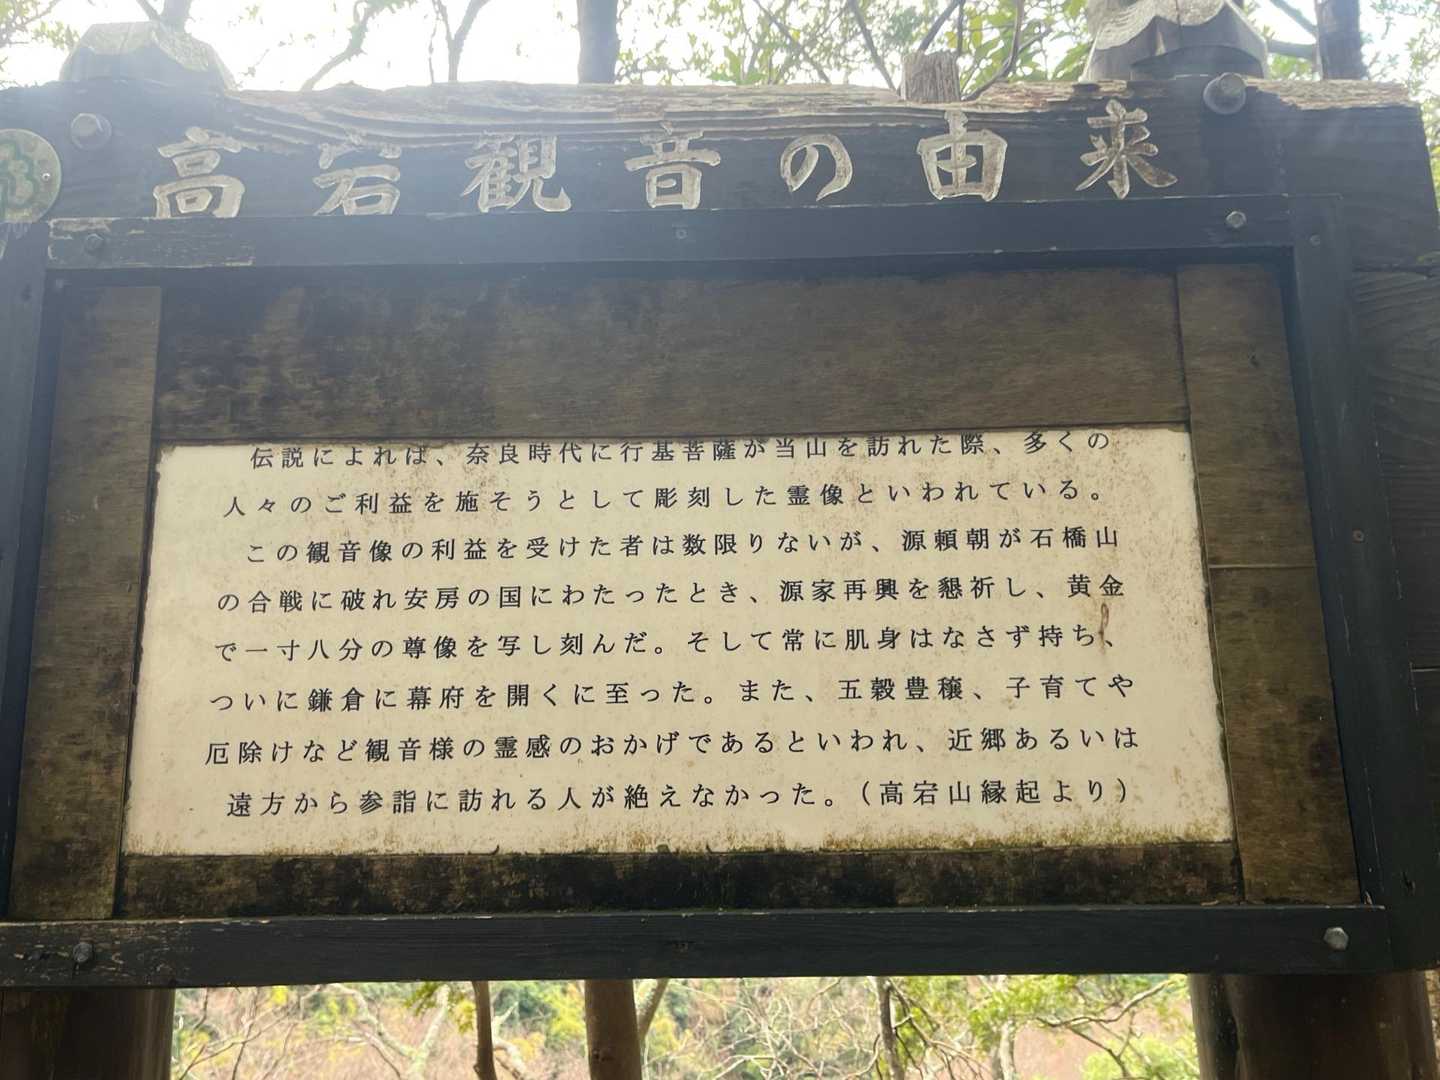 高宕観音の由来
伝説によれば、奈良時代に行基菩薩が当山を訪れた際、多くの
人々のご利益を施そうとして彫刻した霊像といわれている。
この観音像の利益を受けた者は数限りないが、源頼朝が石橋山
の合戦に破れ安房の国にわたったとき、源家再興を懇祈し、黄金
で一寸八分の尊像を写し刻んだ。そして常に肌身はなさず持ち、
ついに鎌倉に幕府を開くに至った。また、五穀豊穣、子育てや
厄除けなど観音様の霊感のおかげであるといわれ、近郷あるいは
遠方から参詣に訪れる人が絶えなかった。（高宕山縁起より）